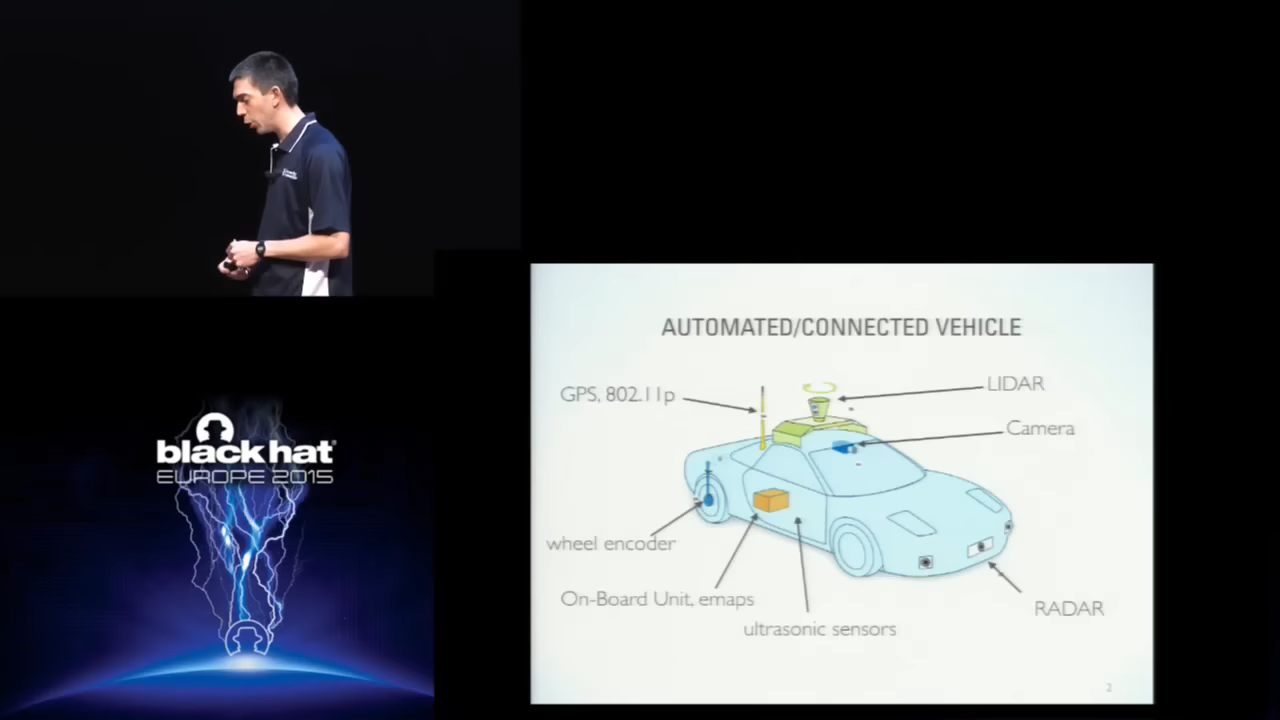 black hat
EUROPE 2015
AUTOMATED/CONNECTED VEHICLE
GPS, 802.11p
LIDAR
Camera
wheel encoder
On-Board Unit, emaps
ultrasonic sensors
RADAR
2